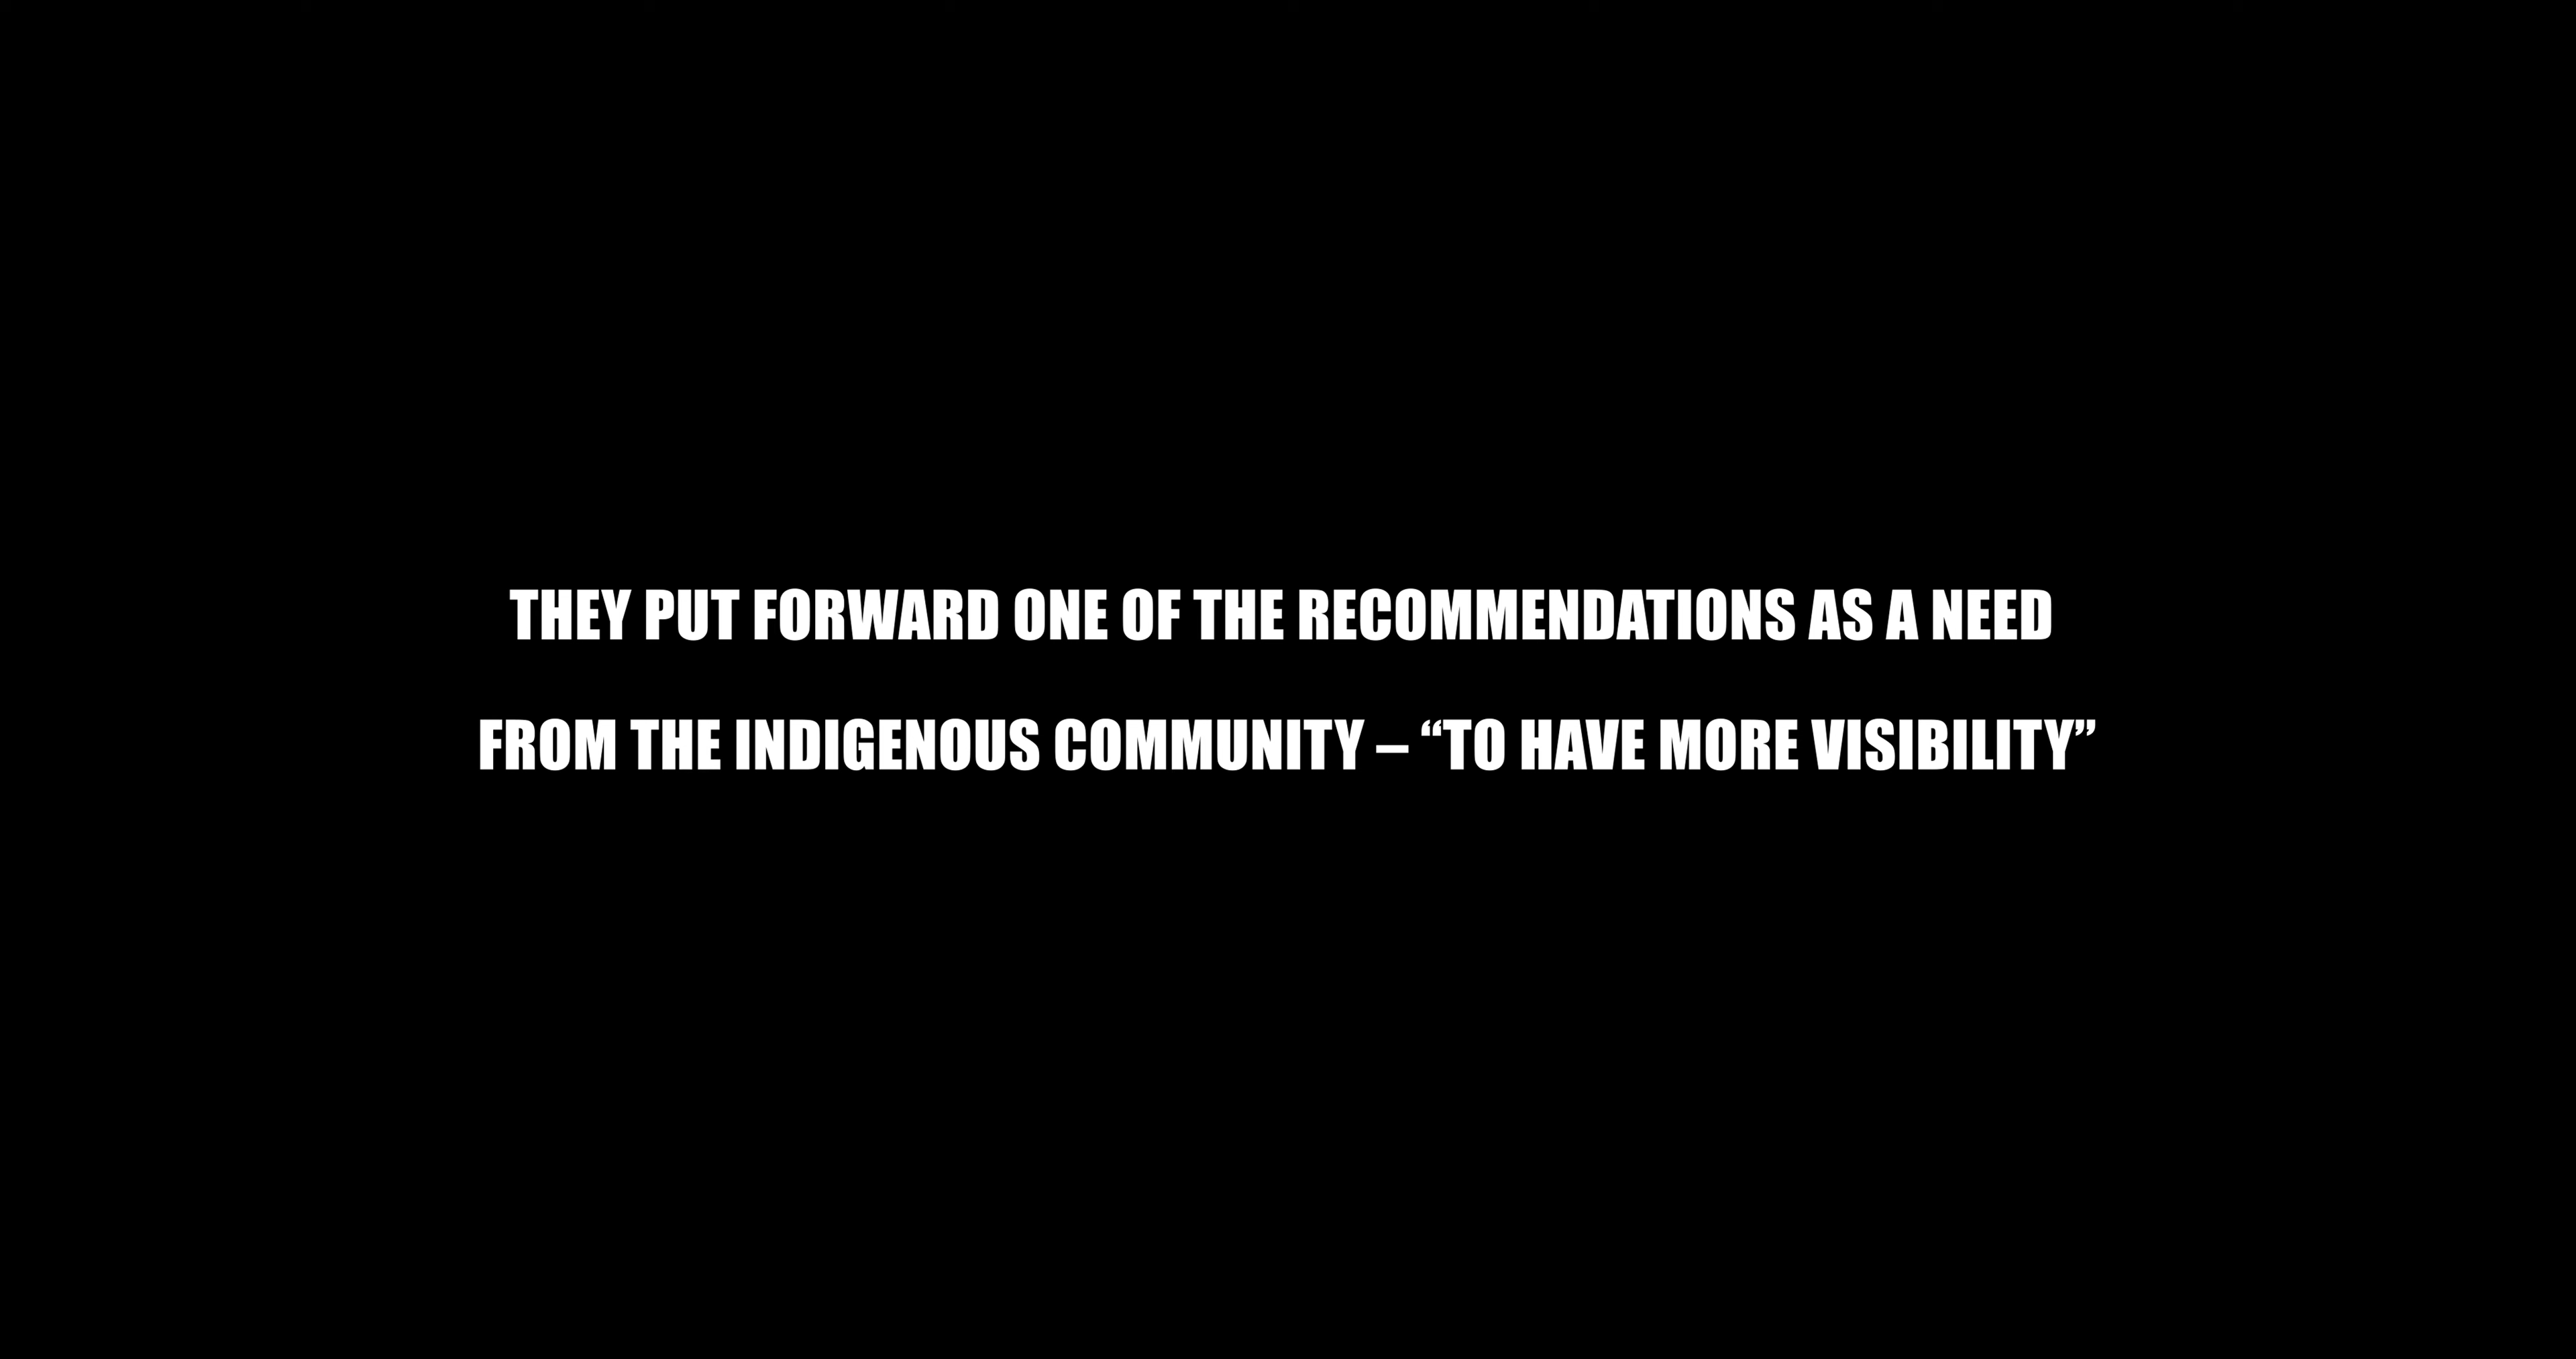 THEY PUT FORWARD ONE OF THE RECOMMENDATIONS AS A NEED
FROM THE INDIGENOUS COMMUNITY – “TO HAVE MORE VISIBILITY”